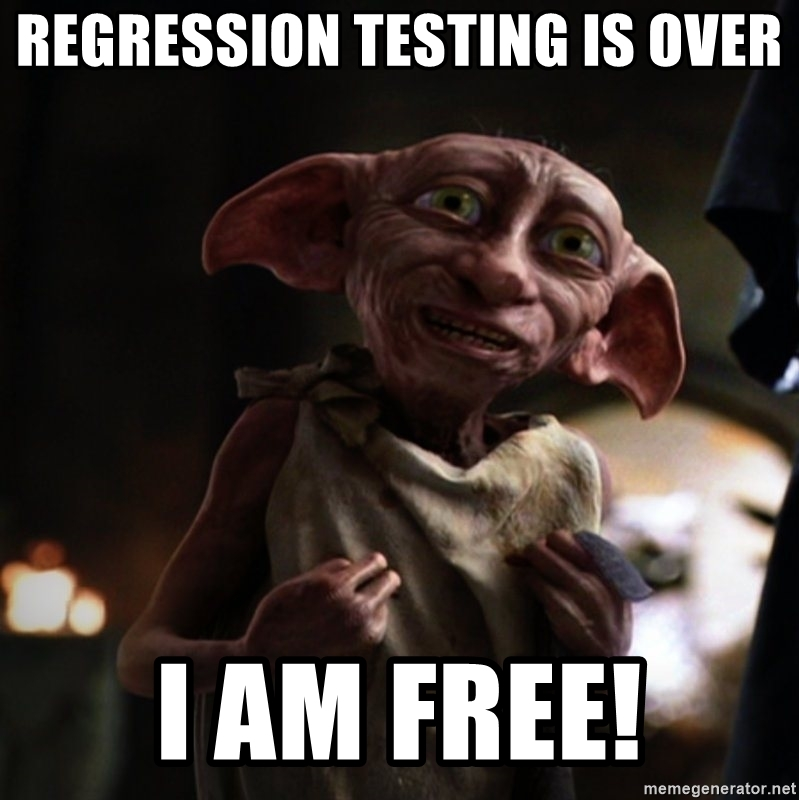 REGRESSION TESTING IS OVER
I AM FREE!
memegenerator.net